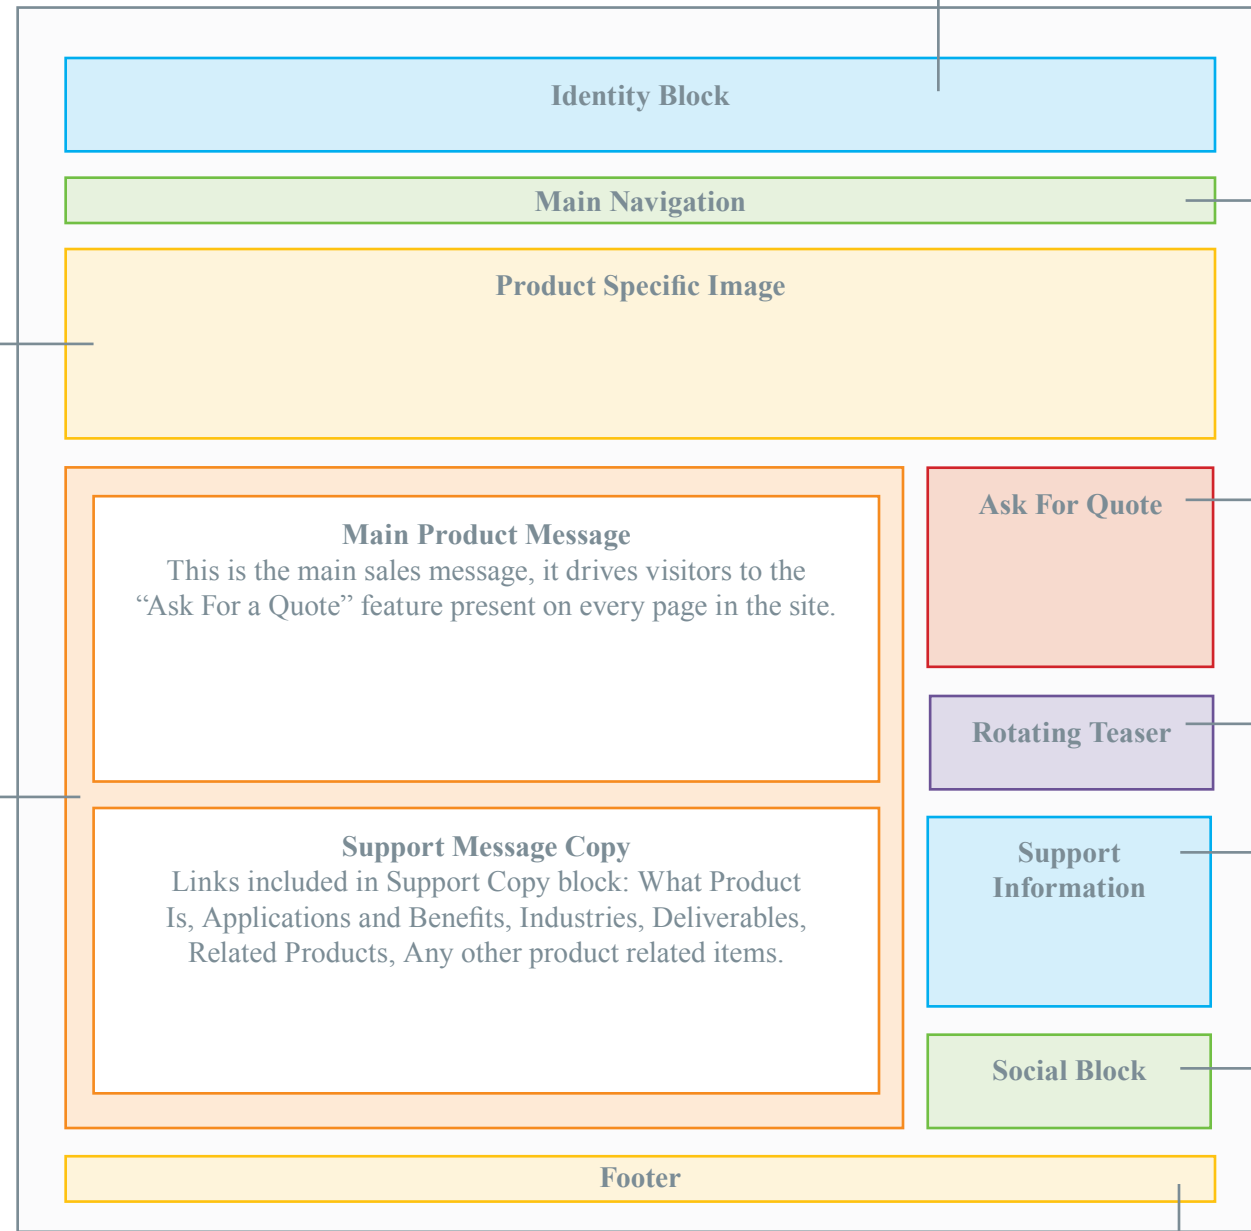 Identity Block
Main Navigation
Product Specific Image
Main Product Message
This is the main sales message, it drives visitors to the
“Ask For a Quote” feature present on every page in the site.
Support Message Copy
Links included in Support Copy block: What Product
Is, Applications and Benefits, Industries, Deliverables,
Related Products, Any other product related items.
Ask For Quote
Rotating Teaser
Support
Information
Social Block
Footer